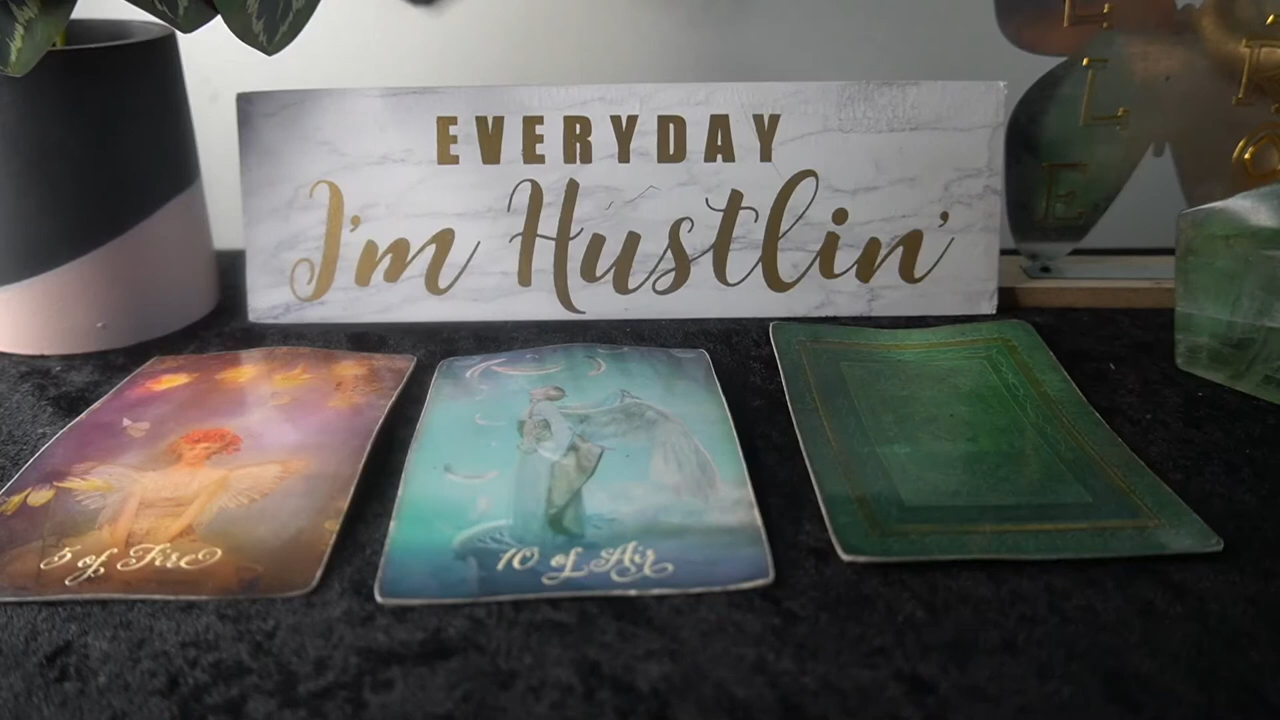 EVERYDAY
I'm Hustlin'
L
L
E
5 of Fire
10 of Air